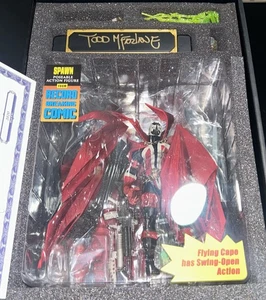 TODD McFARLANE
SPAWN
POSEABLE
ACTION FIGURE
RECORD
BREAKING
COMIC
Flying Cape
has Swing-Open
Action